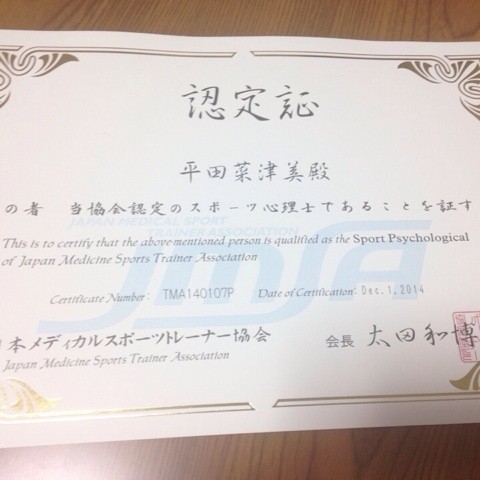 認定証
平田菜津美殿
の者 当協会認定のスポーツ心理士であることを証す
JAPAN MEDICAL SPORT
TRAINER ASSOCIATION
jmsta
This is to certify that the above-mentioned person is qualified as the Sport Psychological
of Japan Medicine Sports Trainer Association
Certificate Number: TMA140107P Date of Certification: Dec.1,2014
本メディカルスポーツトレーナー協会
会長 太田和博
Japan Medicine Sports Trainer Association